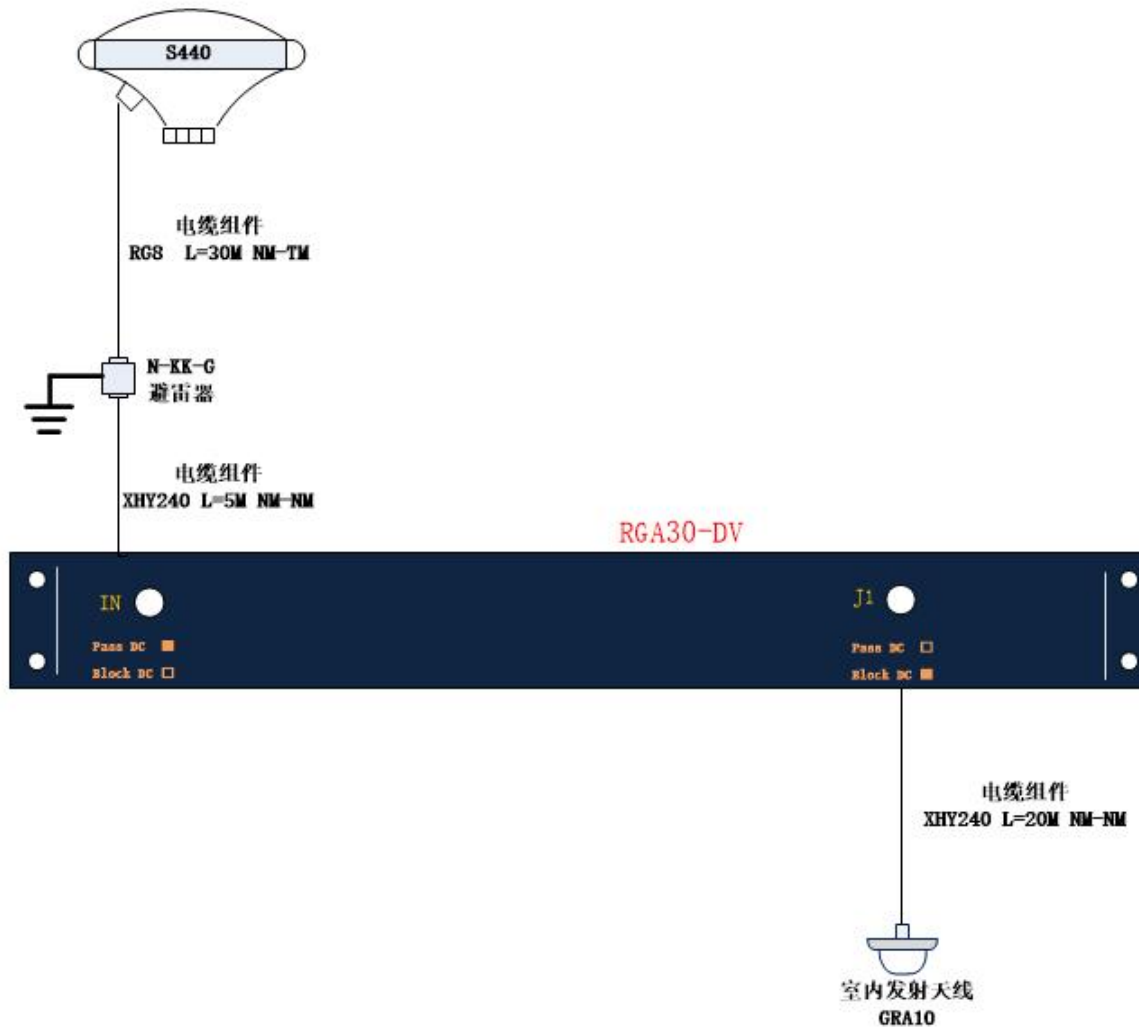 S440
电缆组件
RG8 L=30M NM-TM
N-KK-G
避雷器
电缆组件
XHY240 L=5M NM-NM
RGA30-DV
IN
Pass DC
Block DC
J1
Pass DC
Block DC
电缆组件
XHY240 L=20M NM-NM
室内发射天线
GRA10